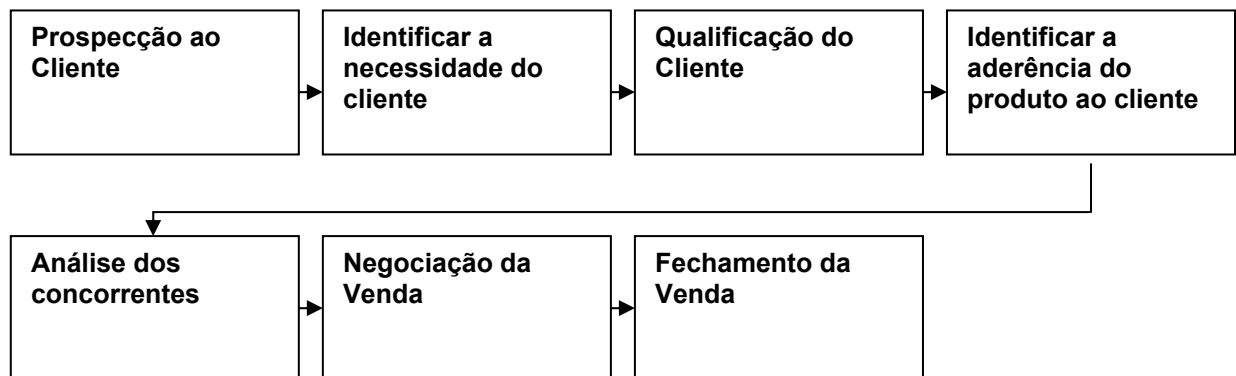 Prospecção ao
Cliente
Identificar a
necessidade do
cliente
Qualificação do
Cliente
Identificar a
aderência do
produto ao cliente
Análise dos
concorrentes
Negociação da
Venda
Fechamento da
Venda